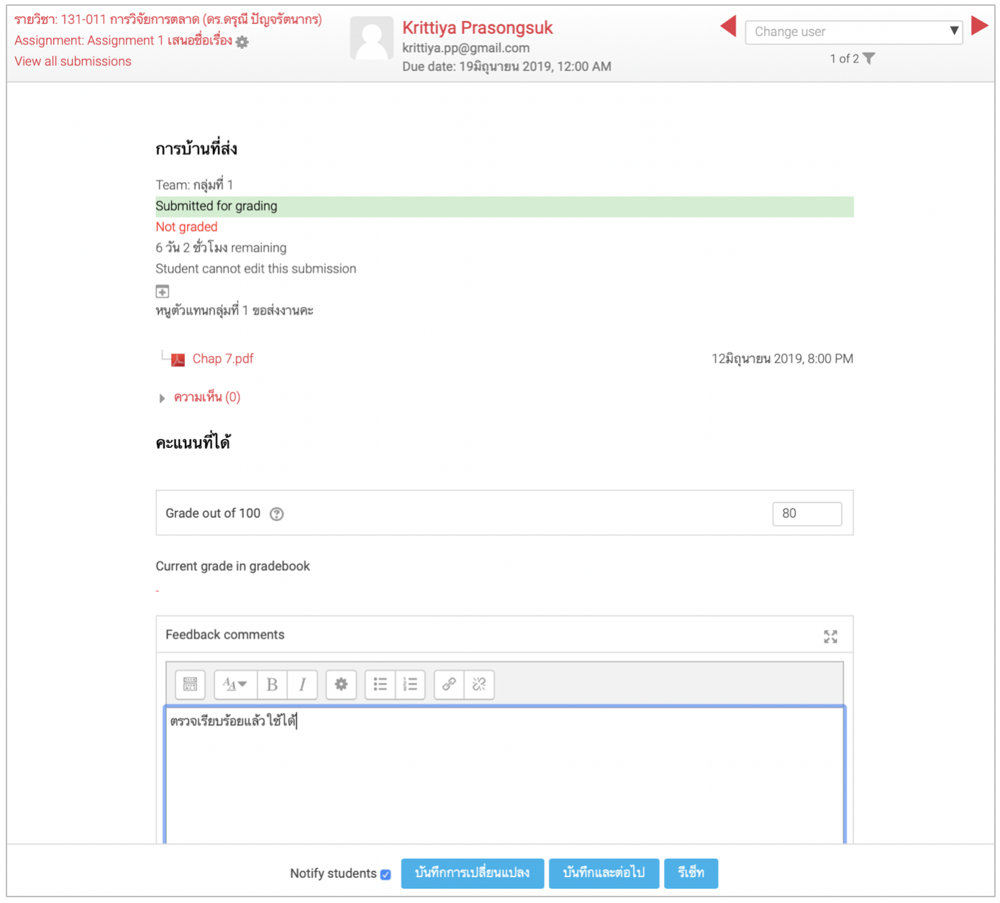 รายวิชา: 131-011 การวิจัยการตลาด (ดร.ดรุณี ปัญจรัตนากร)
Assignment: Assignment 1 เสนอชื่อเรื่อง
View all submissions
Krittiya Prasongsuk
krittiya.pp@gmail.com
Due date: 19มิถุนายน 2019, 12:00 AM
Change user
1 of 2
การบ้านที่ส่ง
Team: กลุ่มที่ 1
Submitted for grading
Not graded
6 วัน 2 ชั่วโมง remaining
Student cannot edit this submission
หนูตัวแทนกลุ่มที่ 1 ขอส่งงานคะ
Chap 7.pdf 12มิถุนายน 2019, 8:00 PM
ความเห็น (0)
คะแนนที่ได้
Grade out of 100 80
Current grade in gradebook
-
Feedback comments
ตรวจเรียบร้อยแล้ว ใช้ได้
Notify students บันทึกการเปลี่ยนแปลง บันทึกและต่อไป รีเซ็ท